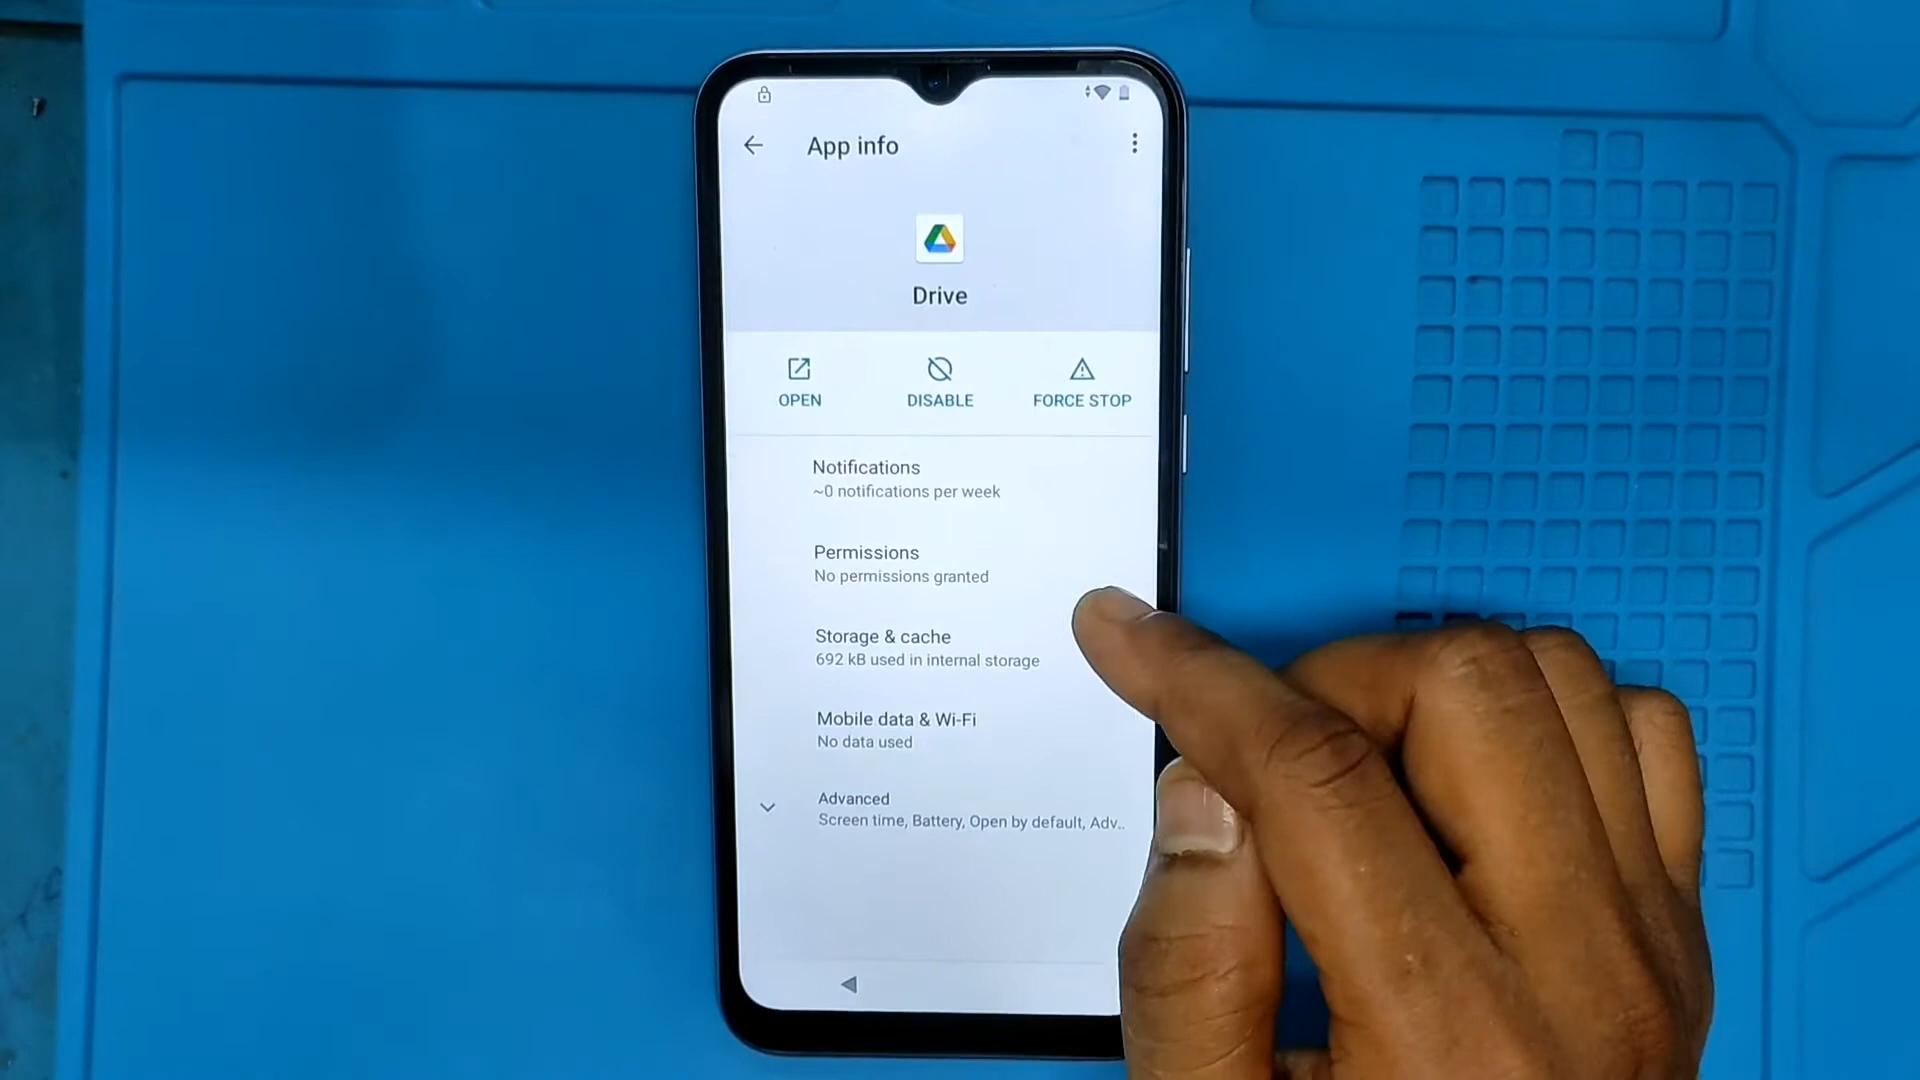 App info
Drive
OPEN
DISABLE
FORCE STOP
Notifications
~0 notifications per week
Permissions
No permissions granted
Storage & cache
692 kB used in internal storage
Mobile data & Wi-Fi
No data used
Advanced
Screen time, Battery, Open by default, Adv..